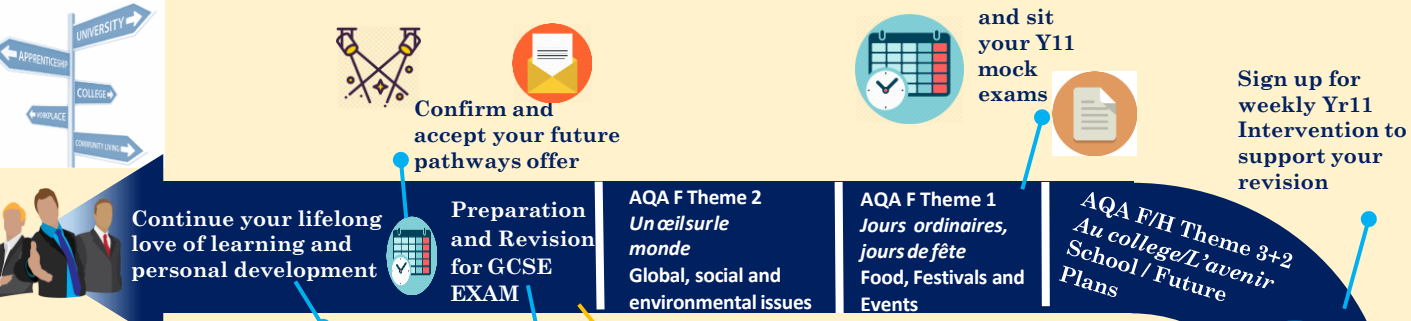 UNIVERSITY
APPRENTICESHIP
COLLEGE
WORKPLACE
COMMUNITY LIVING
Confirm and
accept your future
pathways offer
and sit
your Y11
mock
exams
Sign up for
weekly Yr11
Intervention to
support your
revision
Continue your lifelong
love of learning and
personal development
Preparation
and Revision
for GCSE
EXAM
AQA F Theme 2
Un œilsurle
monde
Global, social and
environmental issues
AQA F Theme 1
Jours ordinaires,
jours de fête
Food, Festivals and
Events
AQA F/H Theme 3+2
Au college/L'avenir
School / Future
Plans